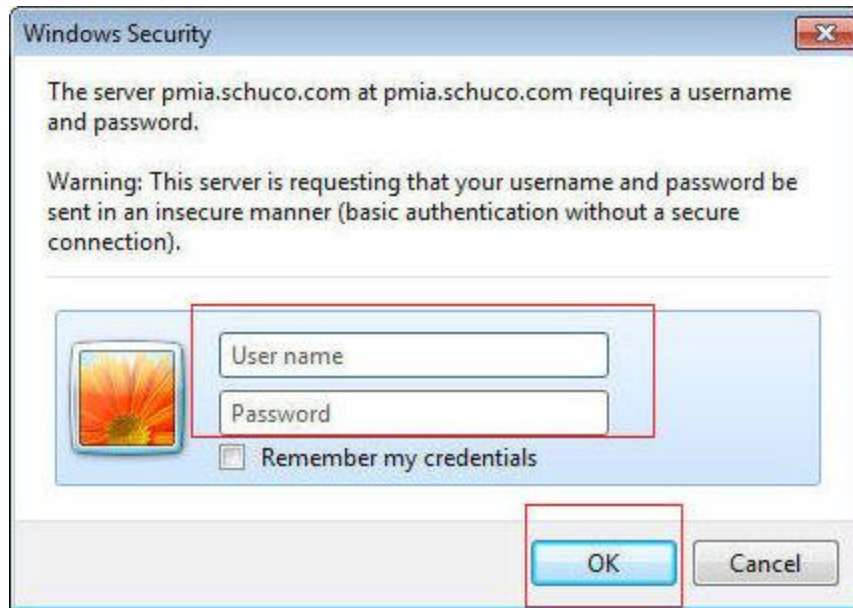 Windows Security
The server pmia.schuco.com at pmia.schuco.com requires a username
and password.
Warning: This server is requesting that your username and password be
sent in an insecure manner (basic authentication without a secure
connection).
User name
Password
Remember my credentials
OK
Cancel